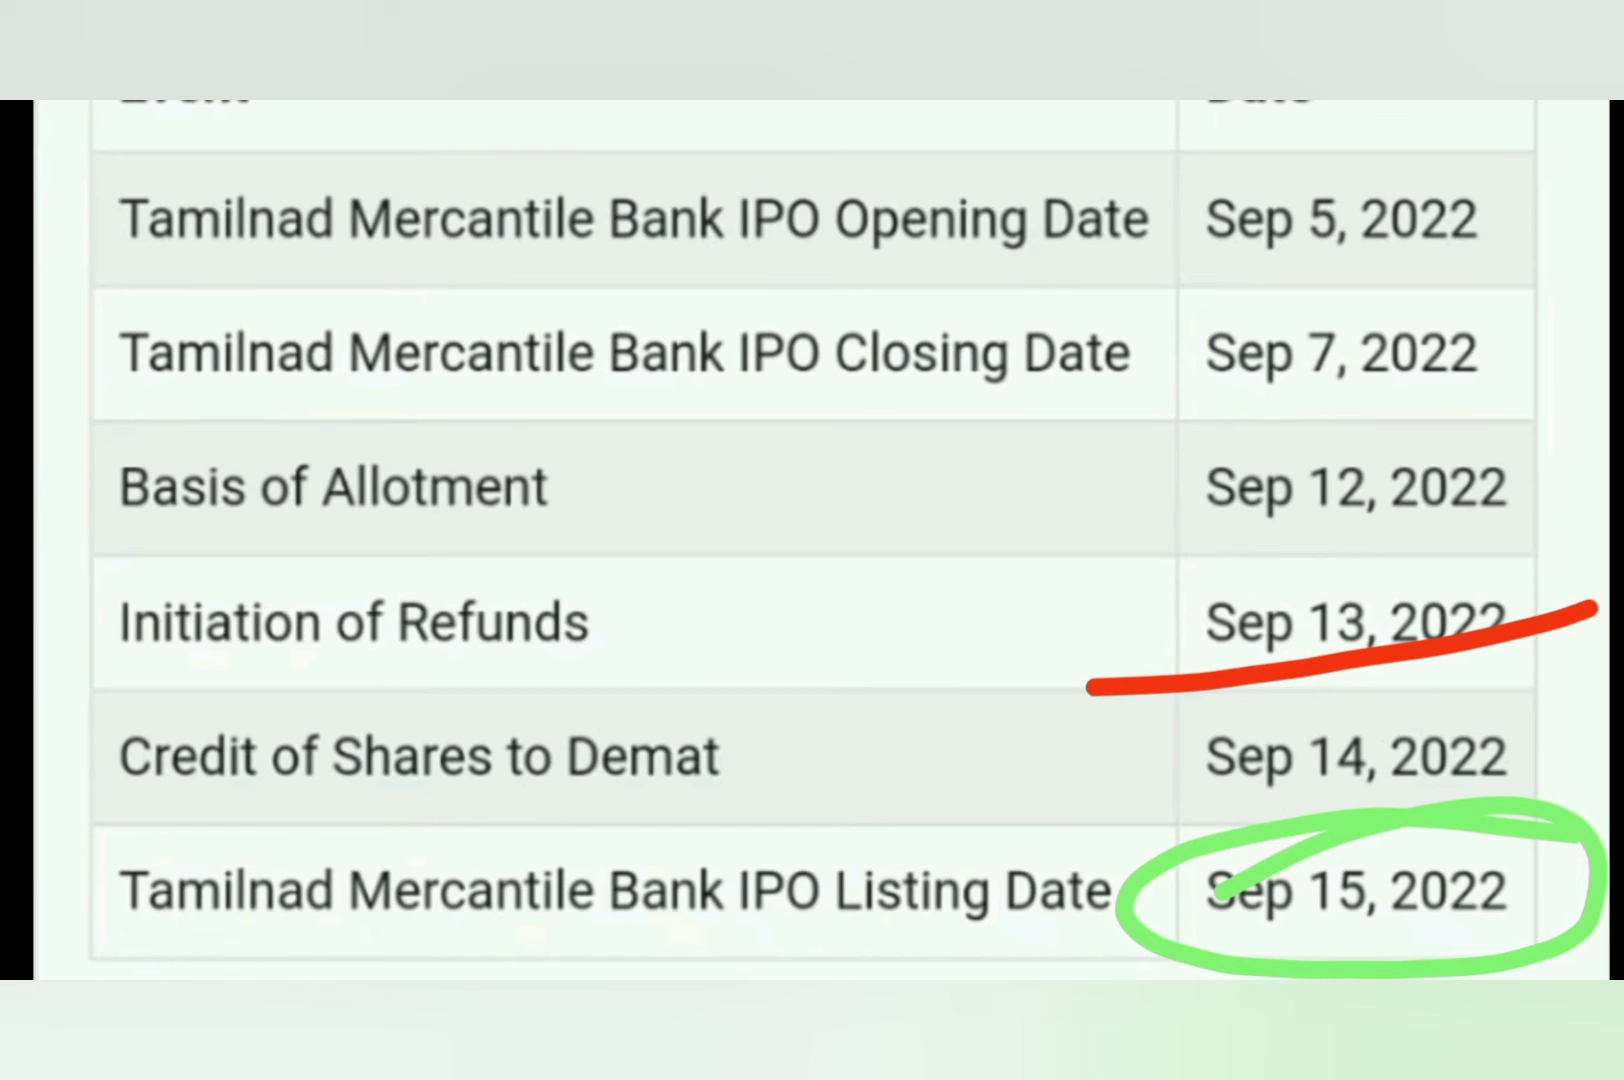 Tamilnad Mercantile Bank IPO Opening Date Sep 5, 2022
Tamilnad Mercantile Bank IPO Closing Date Sep 7, 2022
Basis of Allotment Sep 12, 2022
Initiation of Refunds Sep 13, 2022
Credit of Shares to Demat Sep 14, 2022
Tamilnad Mercantile Bank IPO Listing Date Sep 15, 2022